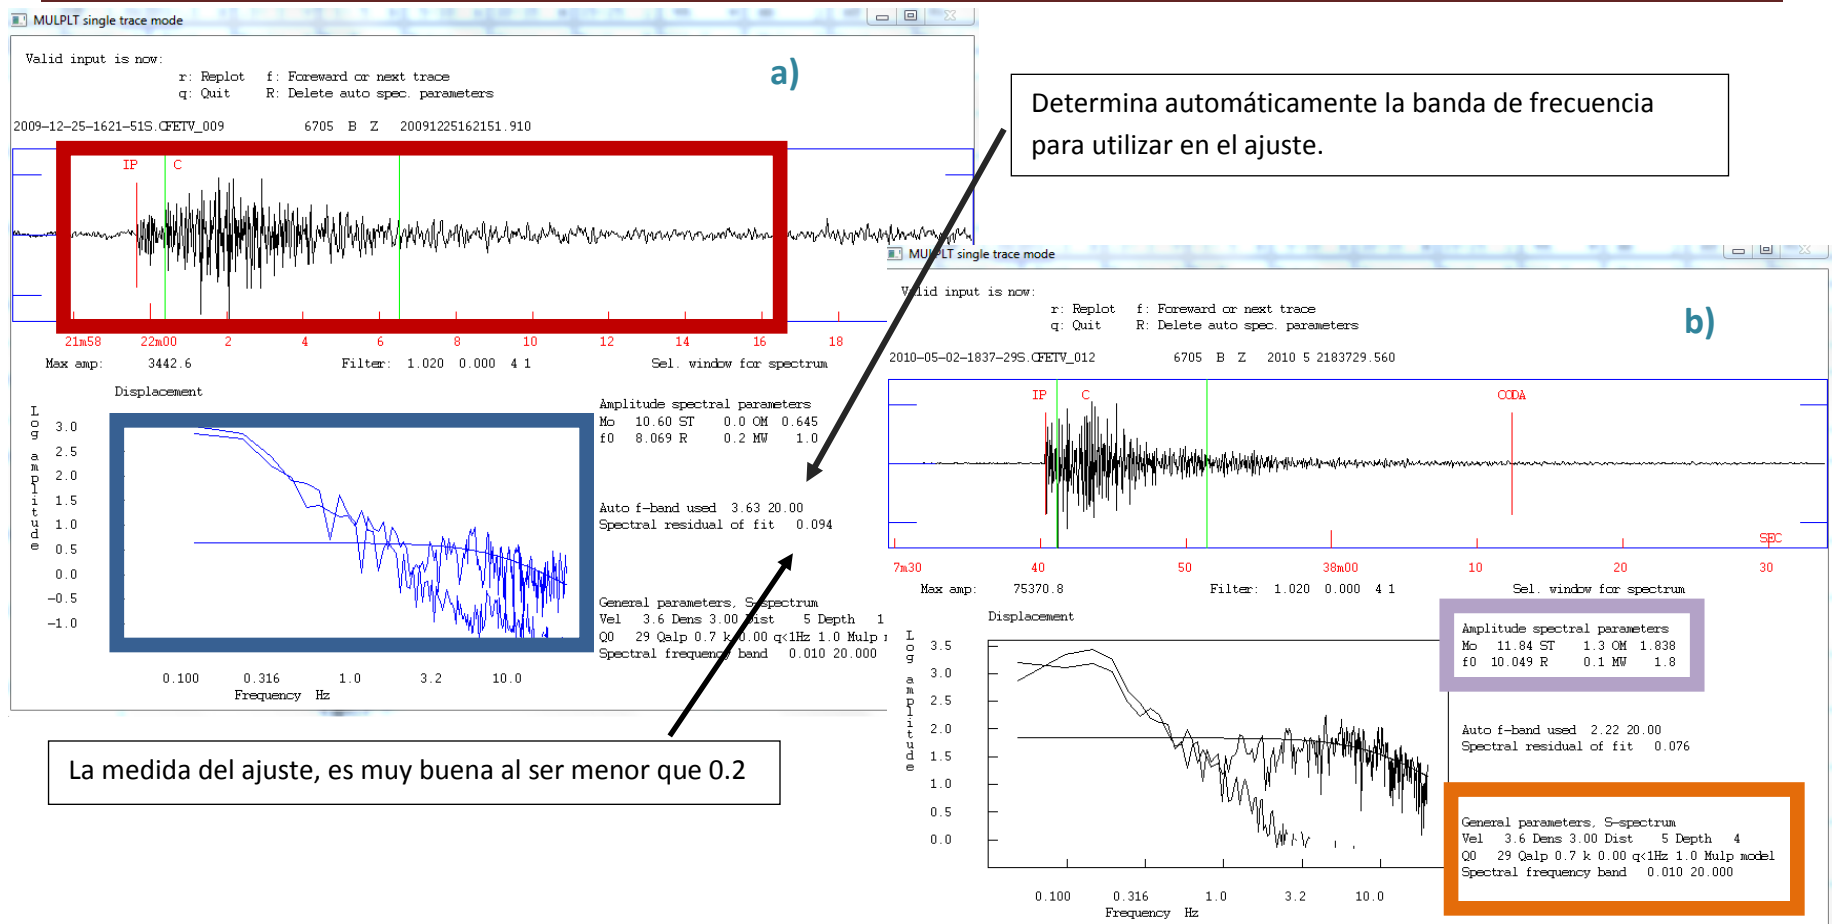 MULPLT single trace mode
Valid input is now:
r: Replot f: Foreward or next trace
q: Quit R: Delete auto spec. parameters
a)
2009-12-25-1621-51S.CFETV_009 6705 B Z 20091225162151.910
IP C
21m58 22m00 2 4 6 8 10 12 14 16 18
Max amp: 3442.6 Filter: 1.020 0.000 4 1 Sel. window for spectrum
Displacement
Log amplitude
3.0
2.5
2.0
1.5
1.0
0.5
0.0
-0.5
-1.0
0.100 0.316 1.0 3.2 10.0
Frequency Hz
Amplitude spectral parameters
Mo 10.60 ST 0.0 OM 0.645
f0 8.069 R 0.2 MW 1.0
Auto f-band used 3.63 20.00
Spectral residual of fit 0.094
General parameters, S-spectrum
Vel 3.6 Dens 3.00 Dist 5 Depth 1
Q0 29 Qalp 0.7 k 0.00 q<1Hz 1.0 Mulp
Spectral frequency band 0.010 20.000
Determina automáticamente la banda de frecuencia
para utilizar en el ajuste.
La medida del ajuste, es muy buena al ser menor que 0.2
MULPLT single trace mode
Valid input is now:
r: Replot f: Foreward or next trace
q: Quit R: Delete auto spec. parameters
b)
2010-05-02-1837-29S.CFETV_012 6705 B Z 2010 5 2183729.560
IP C CODA
SEC
7m30 40 50 38m00 10 20 30
Max amp: 75370.8 Filter: 1.020 0.000 4 1 Sel. window for spectrum
Displacement
Log amplitude
3.5
3.0
2.5
2.0
1.5
1.0
0.5
0.0
0.100 0.316 1.0 3.2 10.0
Frequency Hz
Amplitude spectral parameters
Mo 11.84 ST 1.3 OM 1.838
f0 10.049 R 0.1 MW 1.8
Auto f-band used 2.22 20.00
Spectral residual of fit 0.076
General parameters, S-spectrum
Vel 3.6 Dens 3.00 Dist 5 Depth 4
Q0 29 Qalp 0.7 k 0.00 q<1Hz 1.0 Mulp model
Spectral frequency band 0.010 20.000